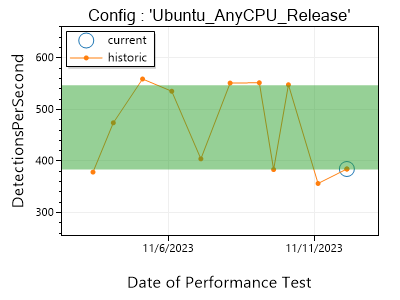 Config : 'Ubuntu_AnyCPU_Release'
current
historic
600
500
400
300
DetectionsPerSecond
11/6/2023
11/11/2023
Date of Performance Test